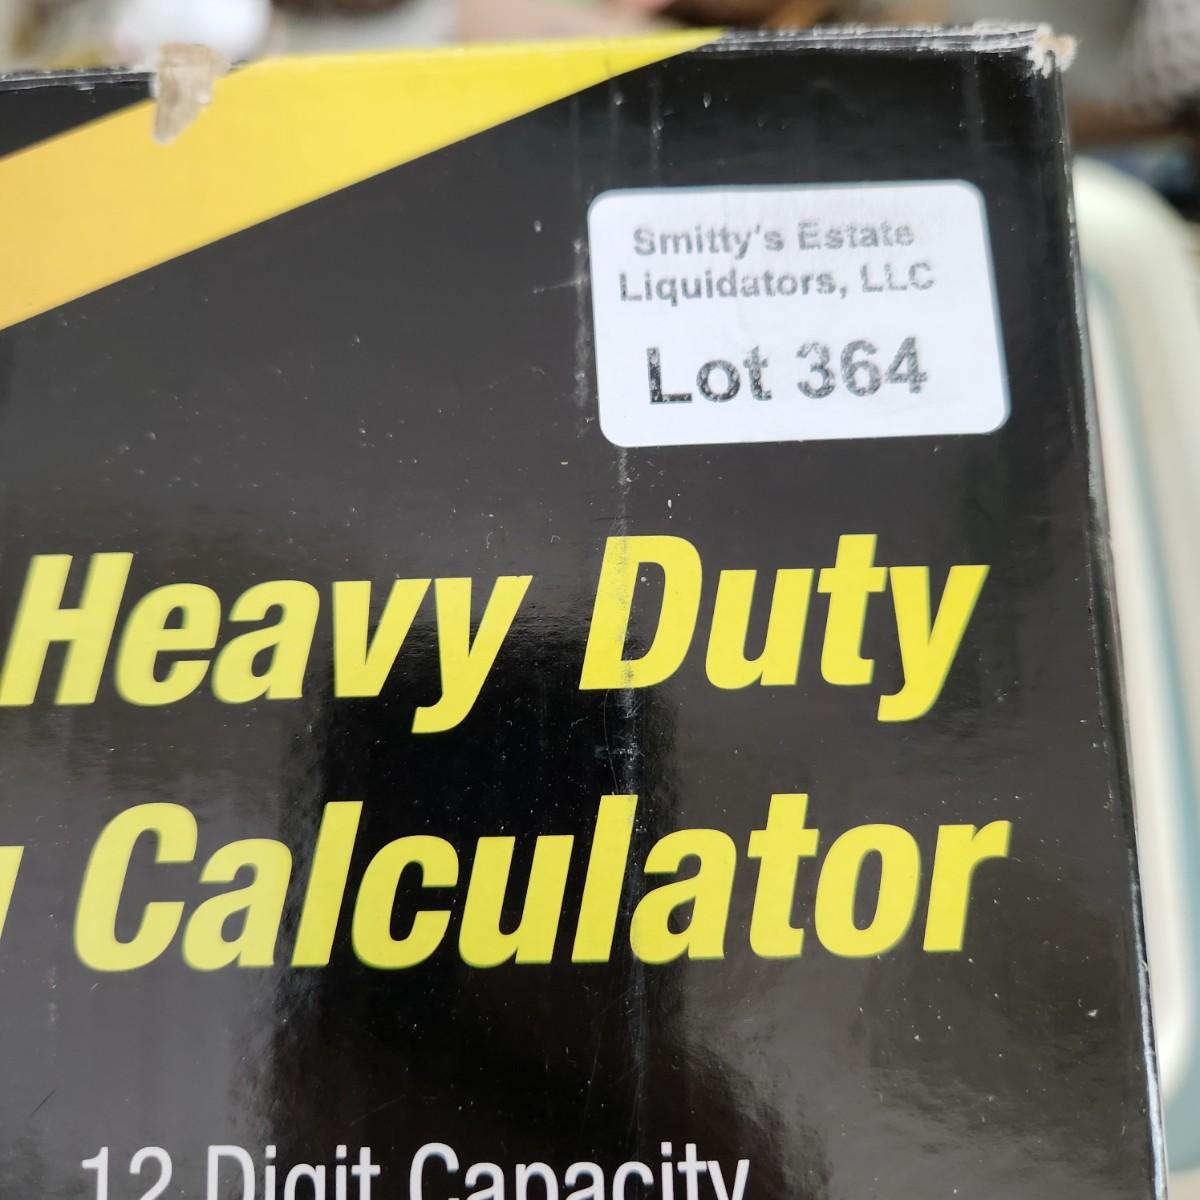 Smitty's Estate
Liquidators, LLC
Lot 364
Heavy Duty
Calculator
12 Digit Capacity